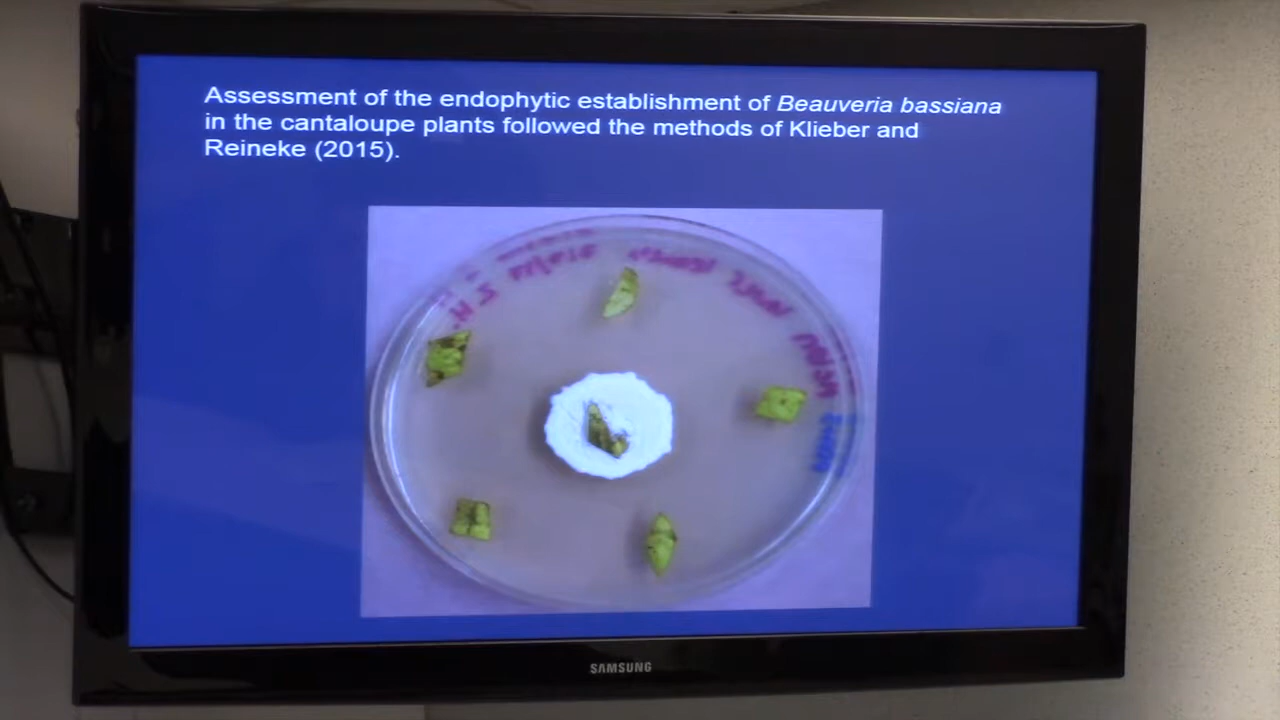 Assessment of the endophytic establishment of Beauveria bassiana
in the cantaloupe plants followed the methods of Klieber and
Reineke (2015).
SAMSUNG